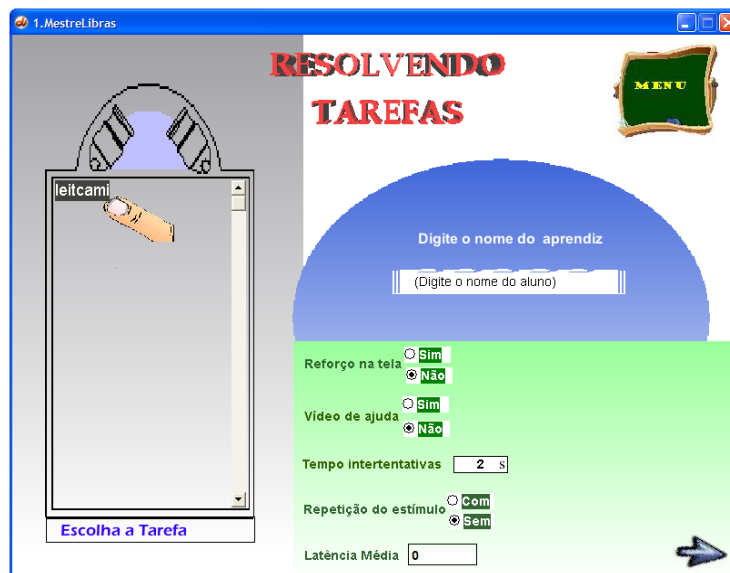 1.MestreLibras
RESOLVENDO
TAREFAS
MENU
leitcami
Escolha a Tarefa
Digite o nome do aprendiz
(Digite o nome do aluno)
Reforço na tela
Sim
Não
Vídeo de ajuda
Sim
Não
Tempo intertentativas 2 s
Repetição do estímulo
Com
Sem
Latência Média 0